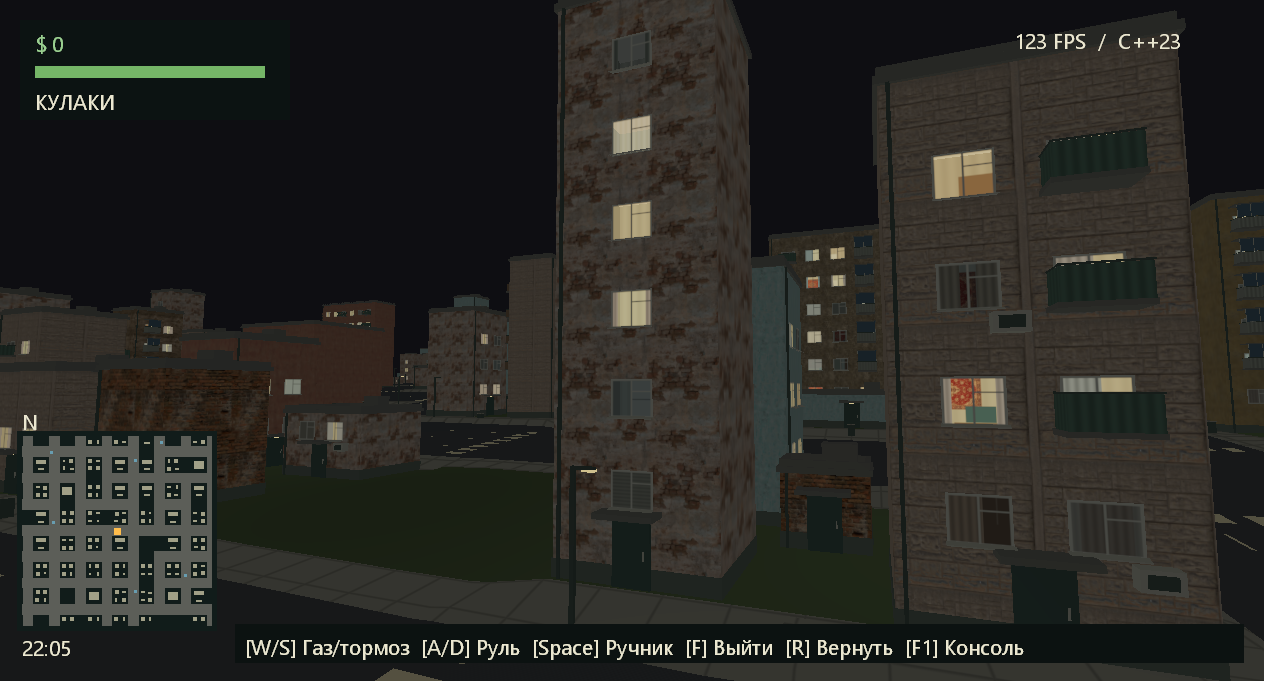 $ 0
КУЛАКИ
123 FPS / C++23
N
22:05
[W/S] Газ/тормоз [A/D] Руль [Space] Ручник [F] Выйти [R] Вернуть [F1] Консоль